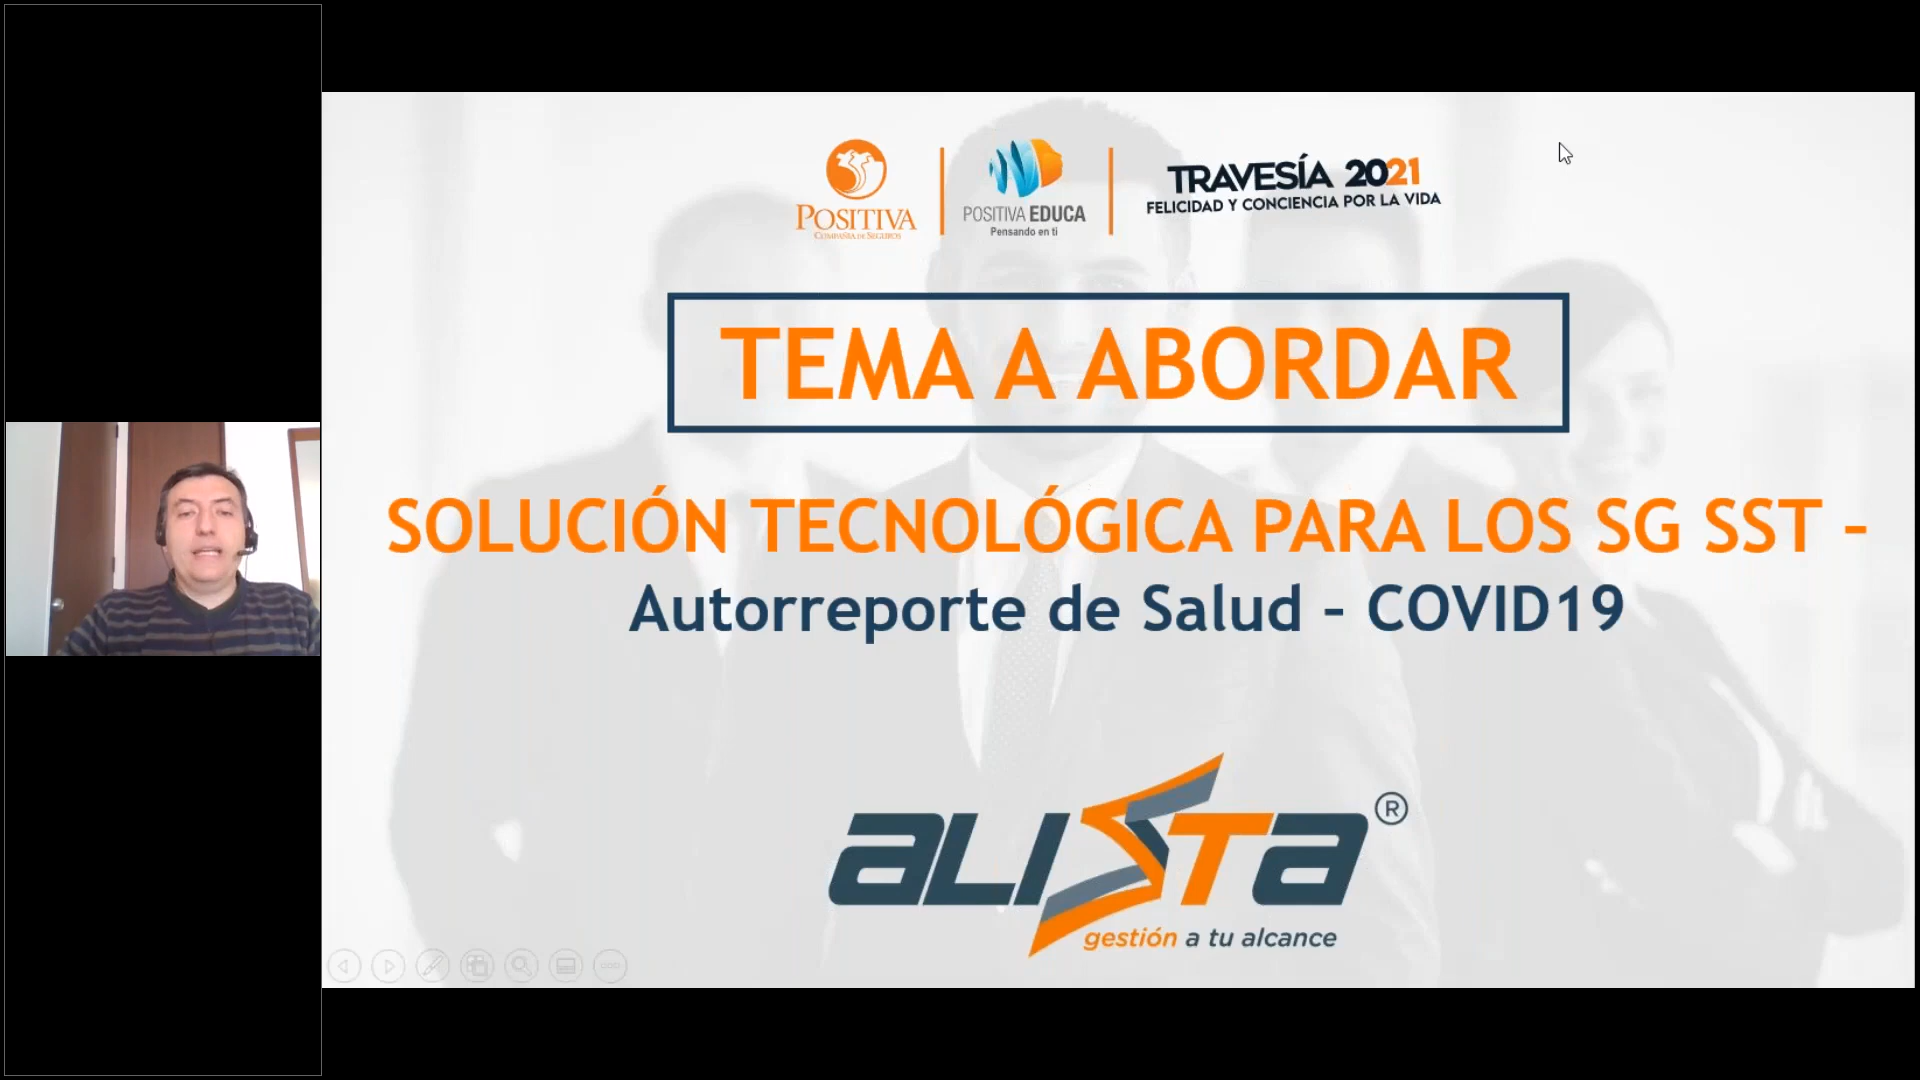 POSITIVA
COMPAÑÍA DE SEGUROS
POSITIVA EDUCA
Pensando en ti
TRAVESÍA 2021
FELICIDAD Y CONCIENCIA POR LA VIDA
TEMA A ABORDAR
SOLUCIÓN TECNOLÓGICA PARA LOS SG SST –
Autorreporte de Salud – COVID19
aLISTa®
gestión a tu alcance